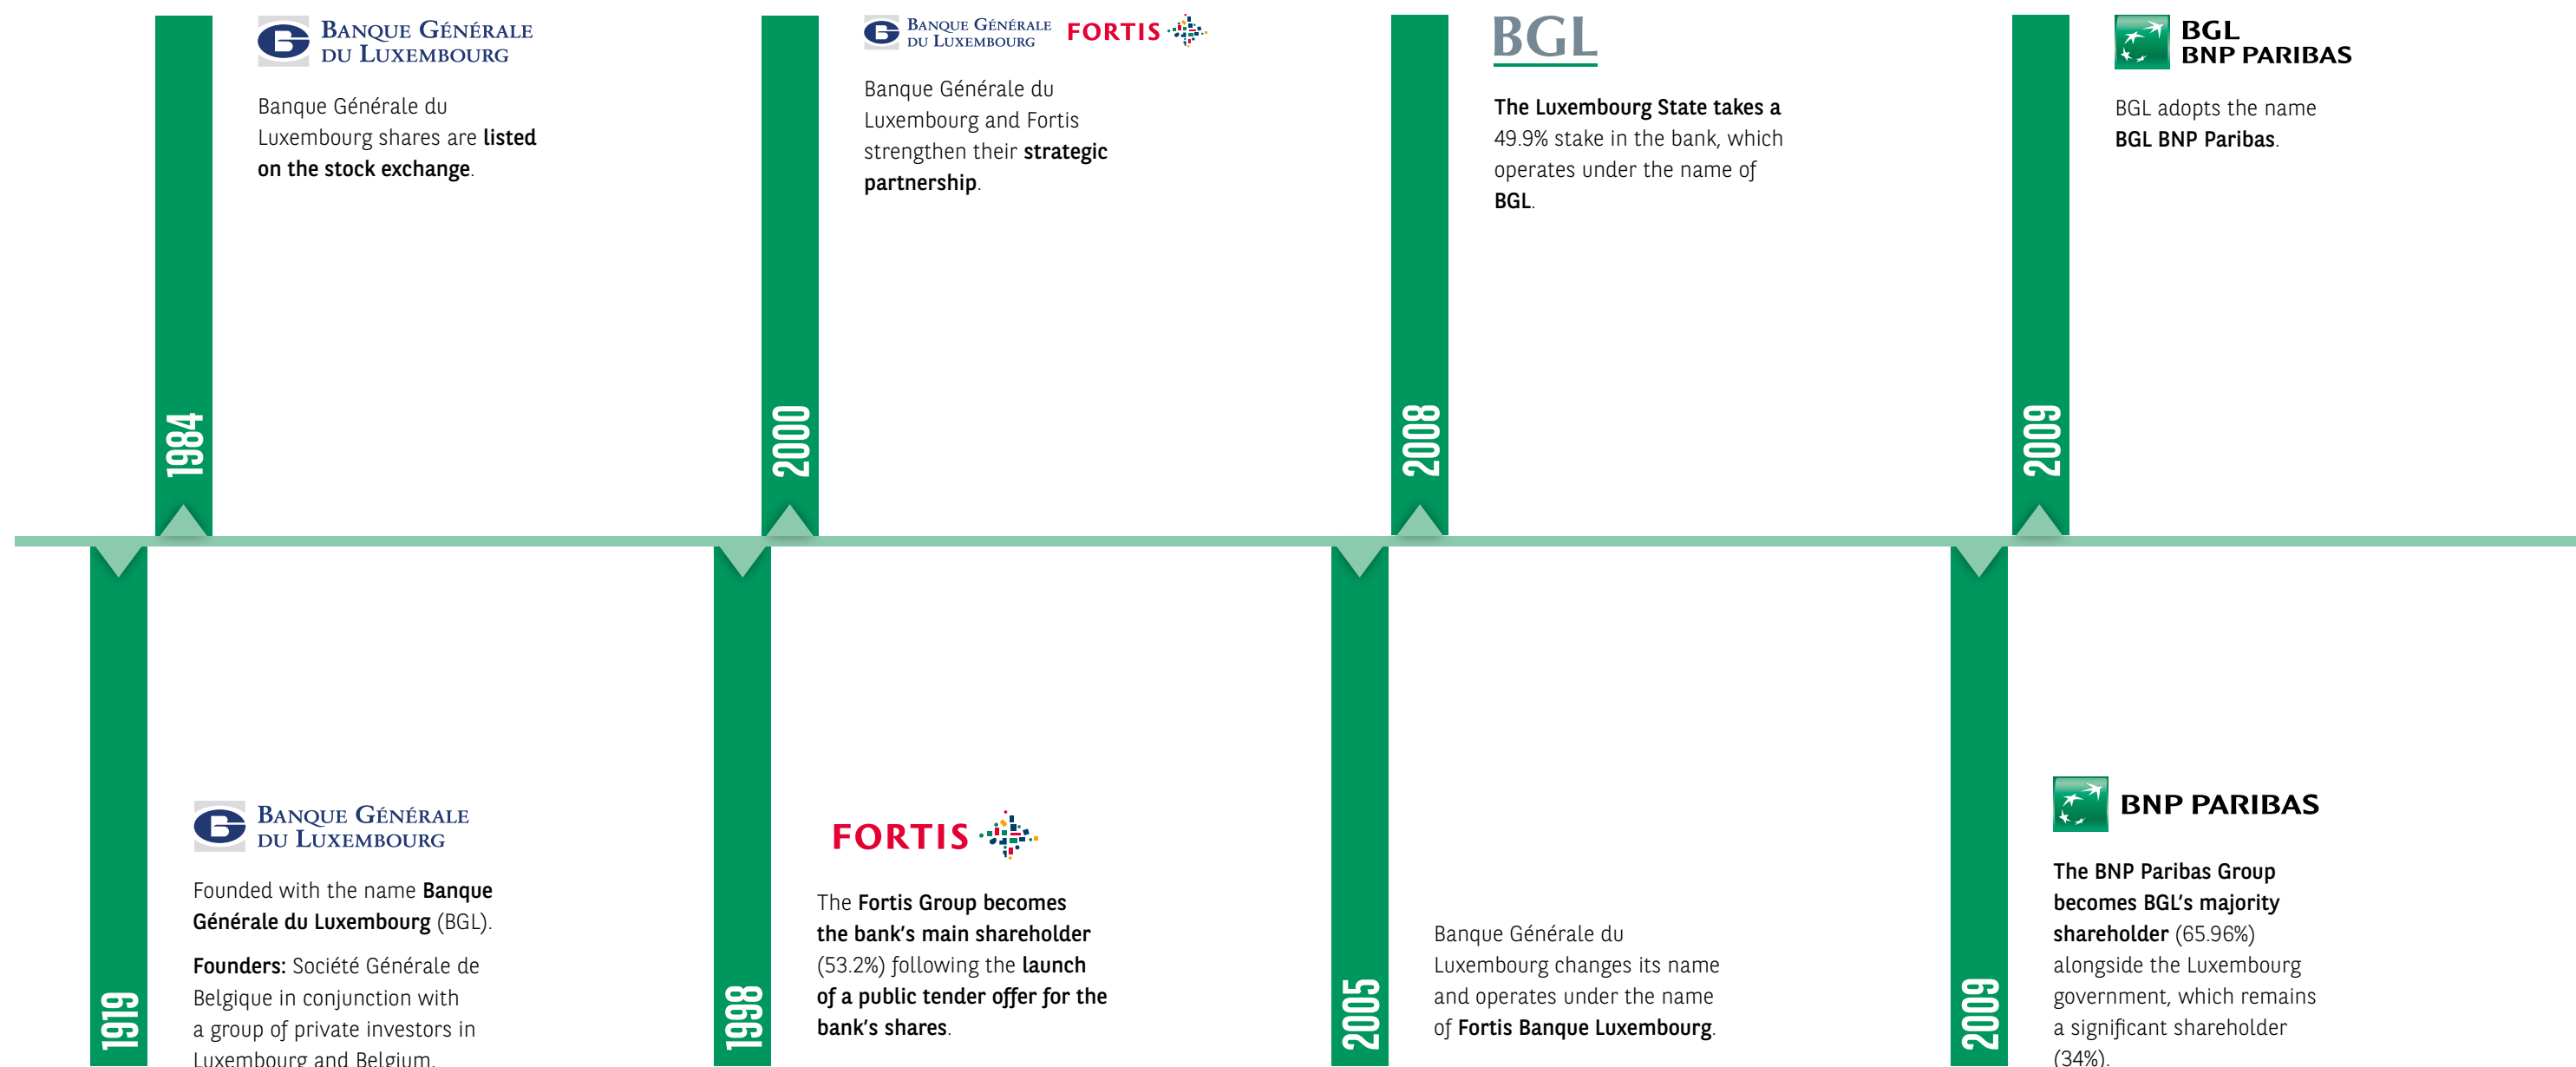 BANQUE GÉNÉRALE
DU LUXEMBOURG
Banque Générale du
Luxembourg shares are listed
on the stock exchange.
1984
BANQUE GÉNÉRALE
DU LUXEMBOURG
FORTIS
Banque Générale du
Luxembourg and Fortis
strengthen their strategic
partnership.
2000
BGL
The Luxembourg State takes a
49.9% stake in the bank, which
operates under the name of
BGL.
2008
BGL
BNP PARIBAS
BGL adopts the name
BGL BNP Paribas.
2009
BANQUE GÉNÉRALE
DU LUXEMBOURG
Founded with the name Banque
Générale du Luxembourg (BGL).
Founders: Société Générale de
Belgique in conjunction with
a group of private investors in
Luxembourg and Belgium.
1919
FORTIS
The Fortis Group becomes
the bank's main shareholder
(53.2%) following the launch
of a public tender offer for the
bank's shares.
1998
Banque Générale du
Luxembourg changes its name
and operates under the name
of Fortis Banque Luxembourg.
2005
BNP PARIBAS
The BNP Paribas Group
becomes BGL's majority
shareholder (65.96%)
alongside the Luxembourg
government, which remains
a significant shareholder
(34%).
2009